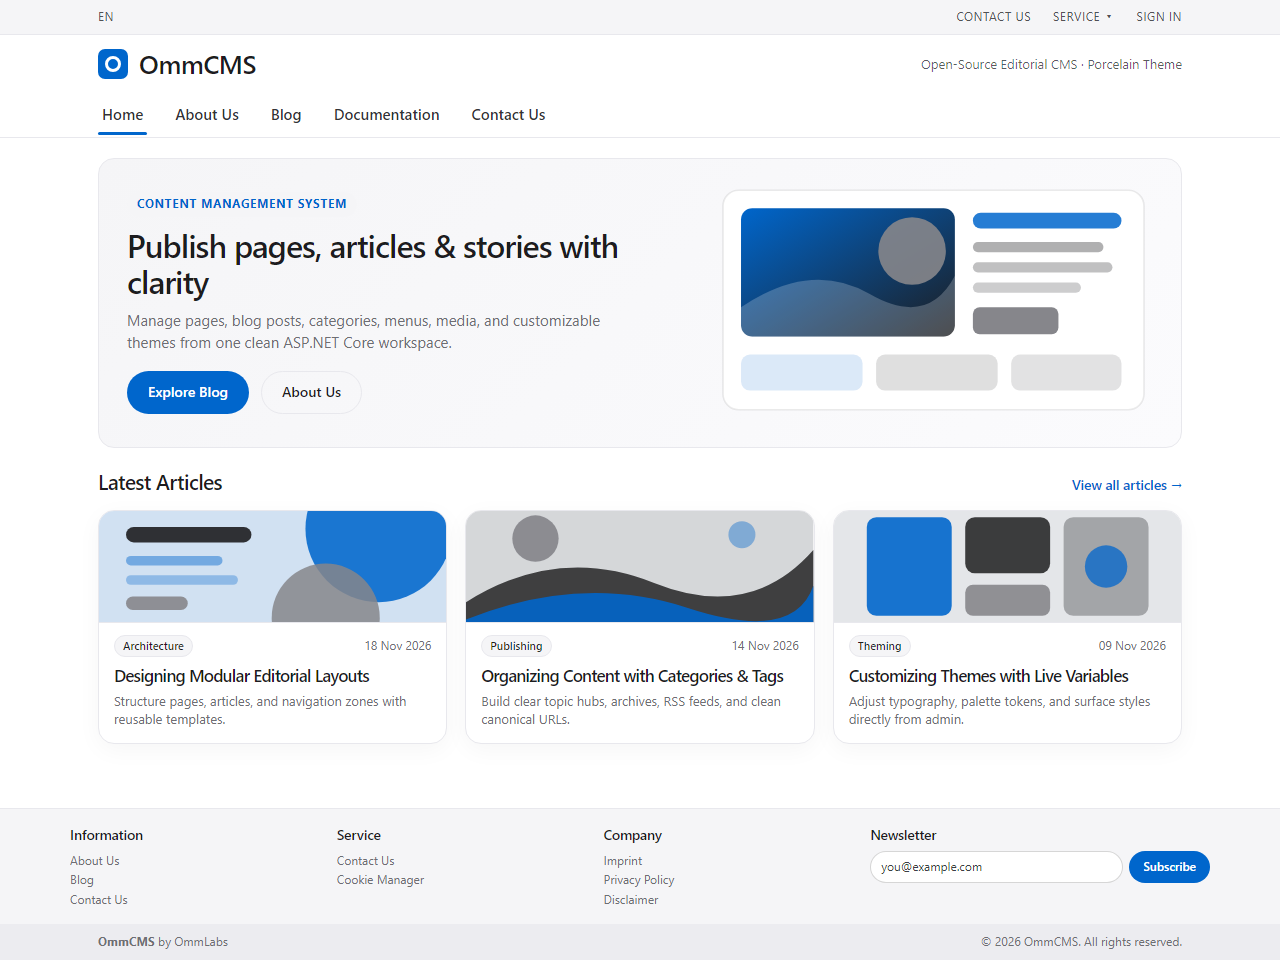 EN
CONTACT US
SERVICE ▾
SIGN IN
OmmCMS
Open-Source Editorial CMS · Porcelain Theme
Home
About Us
Blog
Documentation
Contact Us
CONTENT MANAGEMENT SYSTEM
Publish pages, articles & stories with
clarity
Manage pages, blog posts, categories, menus, media, and customizable
themes from one clean ASP.NET Core workspace.
Explore Blog
About Us
Latest Articles
View all articles →
Architecture
18 Nov 2026
Designing Modular Editorial Layouts
Structure pages, articles, and navigation zones with
reusable templates.
Publishing
14 Nov 2026
Organizing Content with Categories & Tags
Build clear topic hubs, archives, RSS feeds, and clean
canonical URLs.
Theming
09 Nov 2026
Customizing Themes with Live Variables
Adjust typography, palette tokens, and surface styles
directly from admin.
Information
About Us
Blog
Contact Us
Service
Contact Us
Cookie Manager
Company
Imprint
Privacy Policy
Disclaimer
Newsletter
you@example.com
Subscribe
OmmCMS by OmmLabs
© 2026 OmmCMS. All rights reserved.